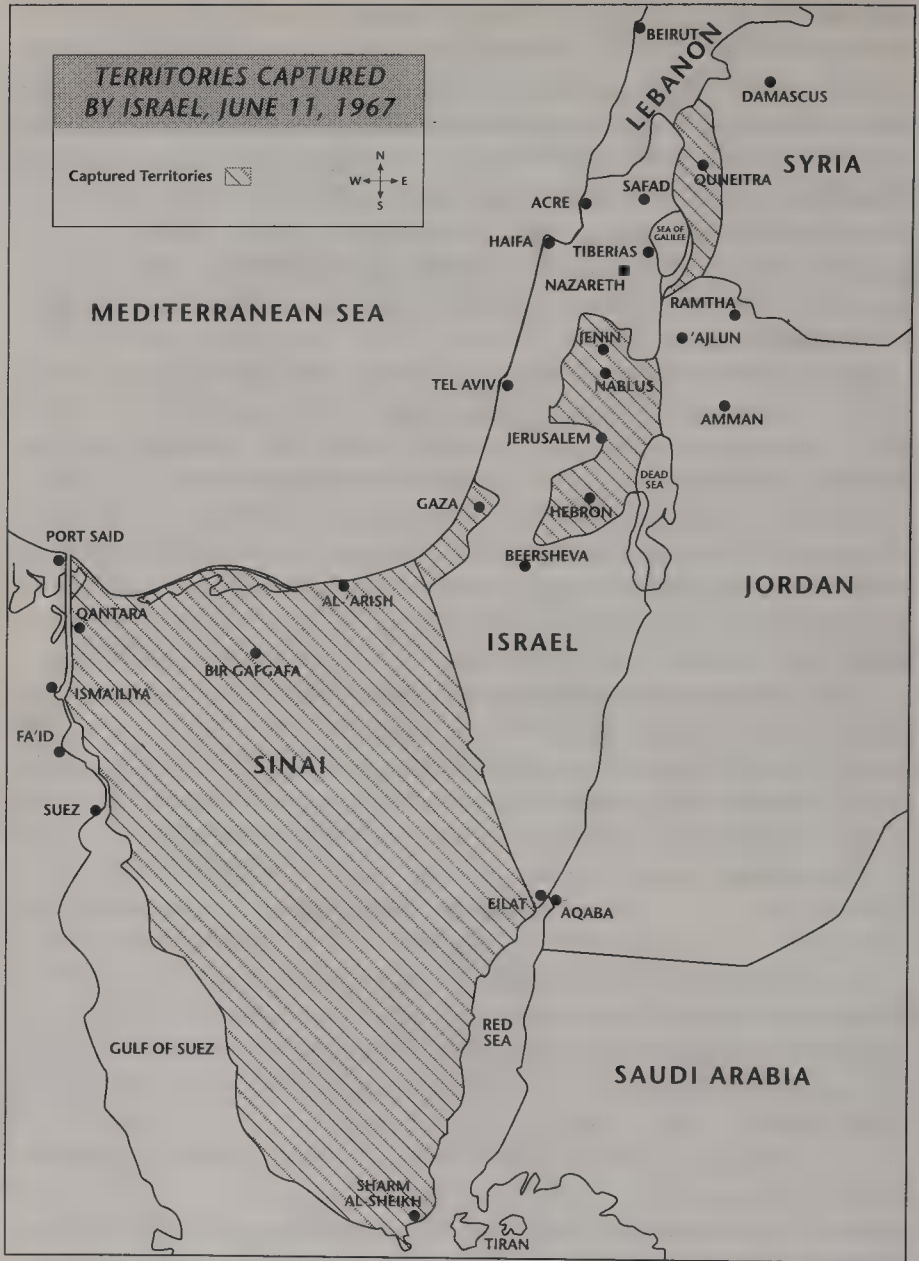 TERRITORIES CAPTURED
BY ISRAEL, JUNE 11, 1967
Captured Territories
N
W
E
S
BEIRUT
LEBANON
DAMASCUS
SYRIA
QUNEITRA
SAFAD
ACRE
SEA OF
GALILEE
HAIFA
TIBERIAS
NAZARETH
RAMTHA
MEDITERRANEAN SEA
JENIN
'AJLUN
NABLUS
TEL AVIV
AMMAN
JERUSALEM
DEAD
SEA
GAZA
HEBRON
PORT SAID
BEERSHEVA
AL-'ARISH
JORDAN
QANTARA
ISRAEL
BIR GAFGAFA
ISMA'ILIYA
FA'ID
SINAI
SUEZ
EILAT
AQABA
RED
SEA
GULF OF SUEZ
SAUDI ARABIA
SHARM
AL-SHEIKH
TIRAN